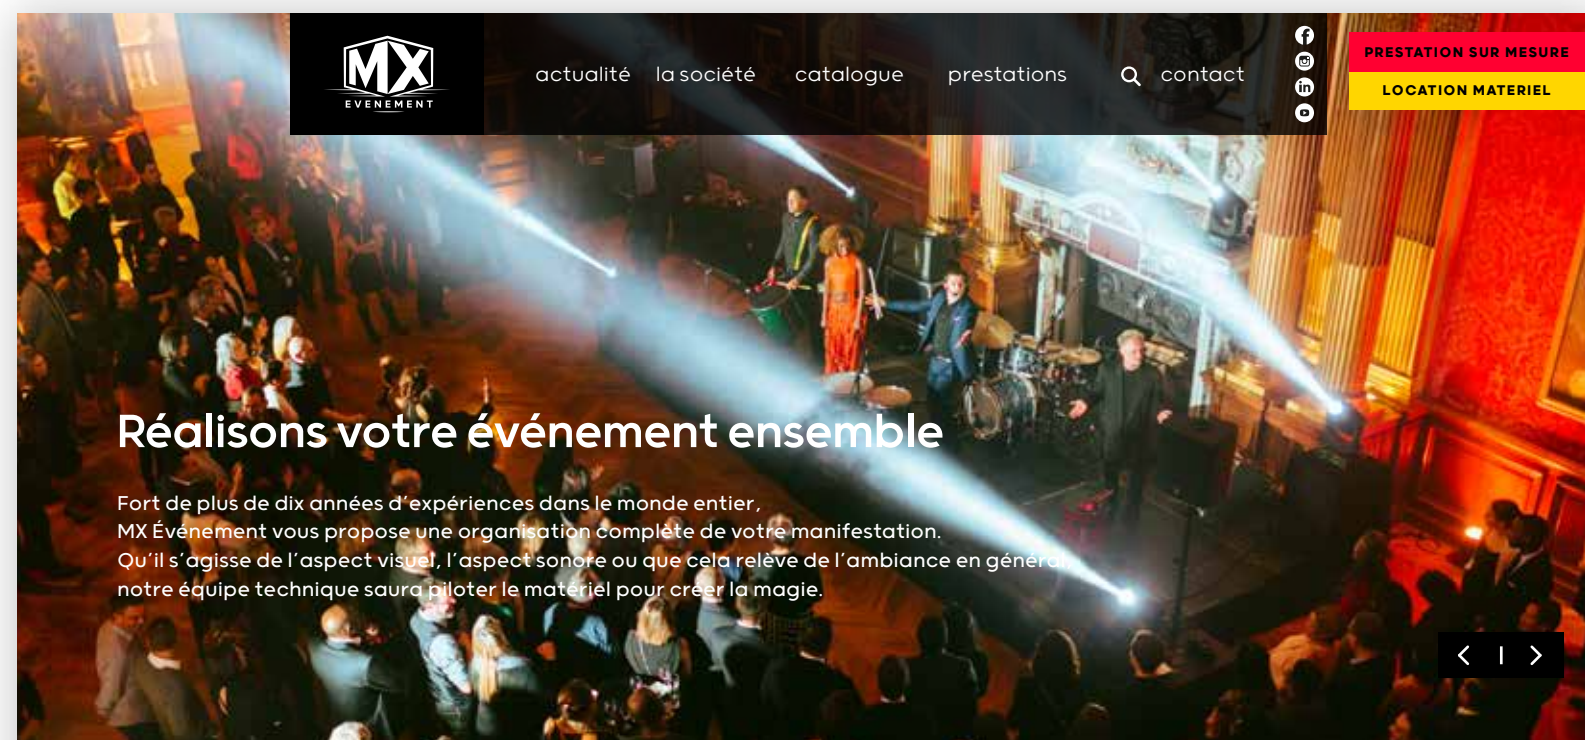 MX
EVENEMENT
actualité la société catalogue prestations contact
PRESTATION SUR MESURE
LOCATION MATERIEL
Réalisons votre événement ensemble
Fort de plus de dix années d'expériences dans le monde entier,
MX Événement vous propose une organisation complète de votre manifestation.
Qu'il s'agisse de l'aspect visuel, l'aspect sonore ou que cela relève de l'ambiance en général,
notre équipe technique saura piloter le matériel pour créer la magie.